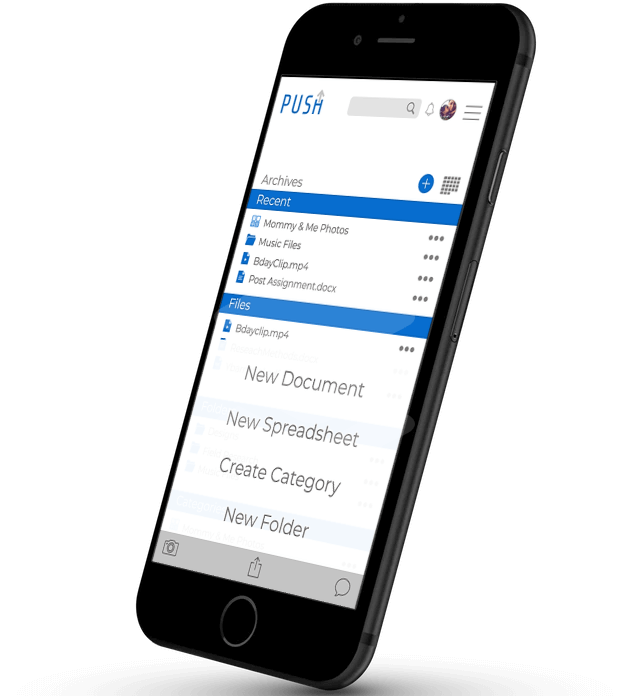 PUSH
Archives
Recent
Mommy & Me Photos
Music Files
BdayClip.mp4
Post Assignment.docx
Files
Bdayclip.mp4
New Document
New Spreadsheet
Create Category
New Folder